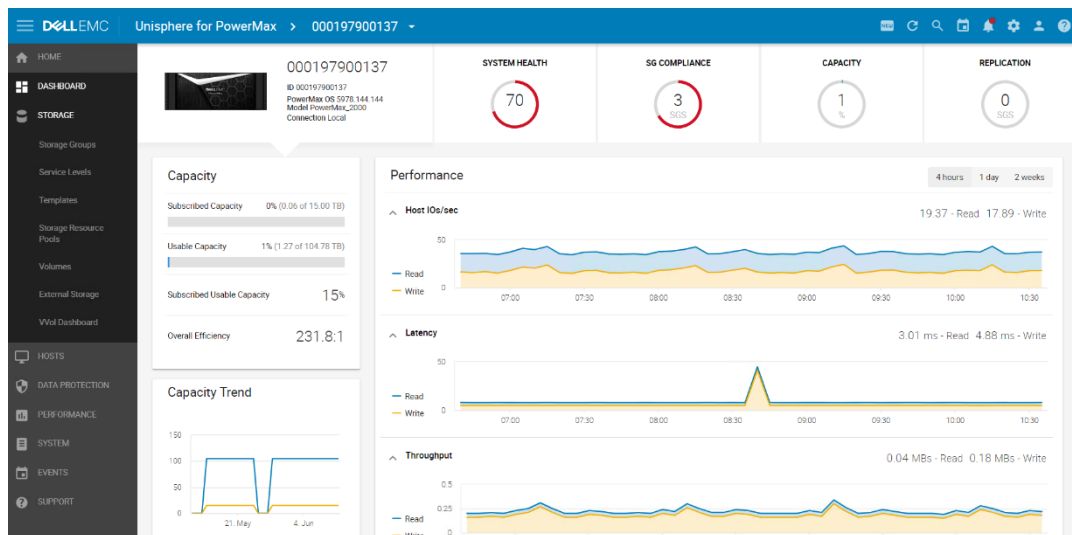 DELLEMC Unisphere for PowerMax > 000197900137
NEW
HOME
DASHBOARD
STORAGE
Storage Groups
Service Levels
Templates
Storage Resource
Pools
Volumes
External Storage
VVol Dashboard
HOSTS
DATA PROTECTION
PERFORMANCE
SYSTEM
EVENTS
SUPPORT
000197900137
ID 000197900137
PowerMax OS 5978.144.144
Model PowerMax_2000
Connection Local
SYSTEM HEALTH
70
SG COMPLIANCE
3
SGS
CAPACITY
1
%
REPLICATION
0
SGS
Capacity
Subscribed Capacity 0% (0.06 of 15.00 TB)
Usable Capacity 1% (1.27 of 104.78 TB)
Subscribed Usable Capacity 15%
Overall Efficiency 231.8:1
Capacity Trend
150
100
50
0
21. May 4. Jun
Performance
4 hours 1 day 2 weeks
Host IOs/sec
19.37 - Read 17.89 - Write
50
Read
Write
0
07:00 07:30 08:00 08:30 09:00 09:30 10:00 10:30
Latency
3.01 ms - Read 4.88 ms - Write
50
Read
Write
0
07:00 07:30 08:00 08:30 09:00 09:30 10:00 10:30
Throughput
0.04 MBs - Read 0.18 MBs - Write
0.5
0.25
Read
0
Write